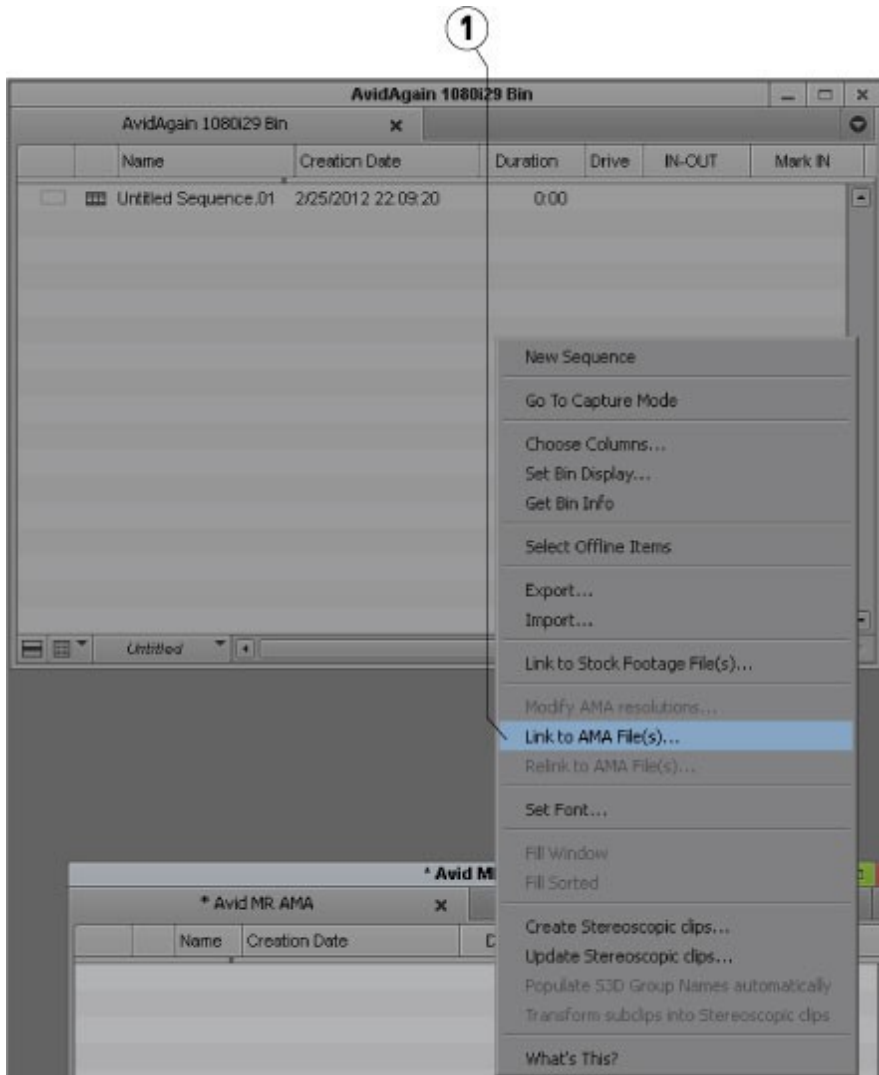 1
AvidAgain 1080i29 Bin
AvidAgain 1080i29 Bin
Name Creation Date Duration Drive IN-OUT Mark IN
Untitled Sequence.01 2/25/2012 22:09:20 0:00
New Sequence
Go To Capture Mode
Choose Columns...
Set Bin Display...
Get Bin Info
Select Offline Items
Export...
Import...
Untitled
Link to Stock Footage File(s)...
Modify AMA resolutions...
Link to AMA File(s)...
Relink to AMA File(s)...
Set Font...
Fill Window
Fill Sorted
* Avid M
* Avid MR AMA
Name Creation Date D
Create Stereoscopic clips...
Update Stereoscopic clips...
Populate S3D Group Names automatically
Transform subclips into Stereoscopic clips
What's This?